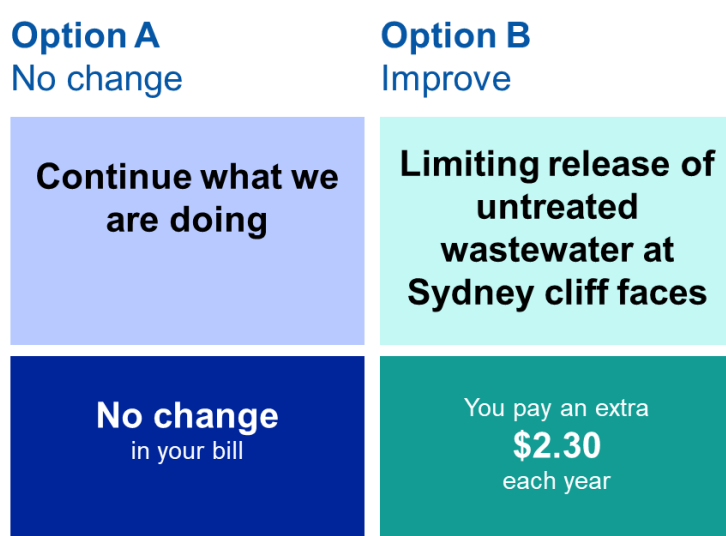 Option A
No change
Option B
Improve
Continue what we
are doing
Limiting release of
untreated
wastewater at
Sydney cliff faces
No change
in your bill
You pay an extra
$2.30
each year